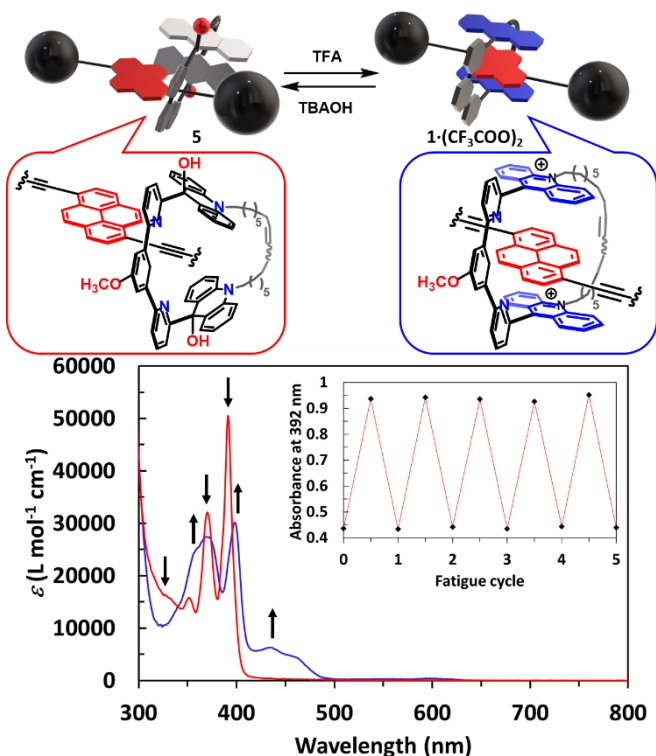 TFA
TBAOH
5
1·(CF₃COO)₂
OH
N
N
5
H₃CO
N
N
5
OH
⊕
N
N
5
H₃CO
N
⊕
N
5
60000
50000
40000
30000
20000
10000
0
ε (L mol⁻¹ cm⁻¹)
300 400 500 600 700 800
Wavelength (nm)
1
0.9
0.8
0.7
0.6
0.5
0.4
Absorbance at 392 nm
0 1 2 3 4 5
Fatigue cycle